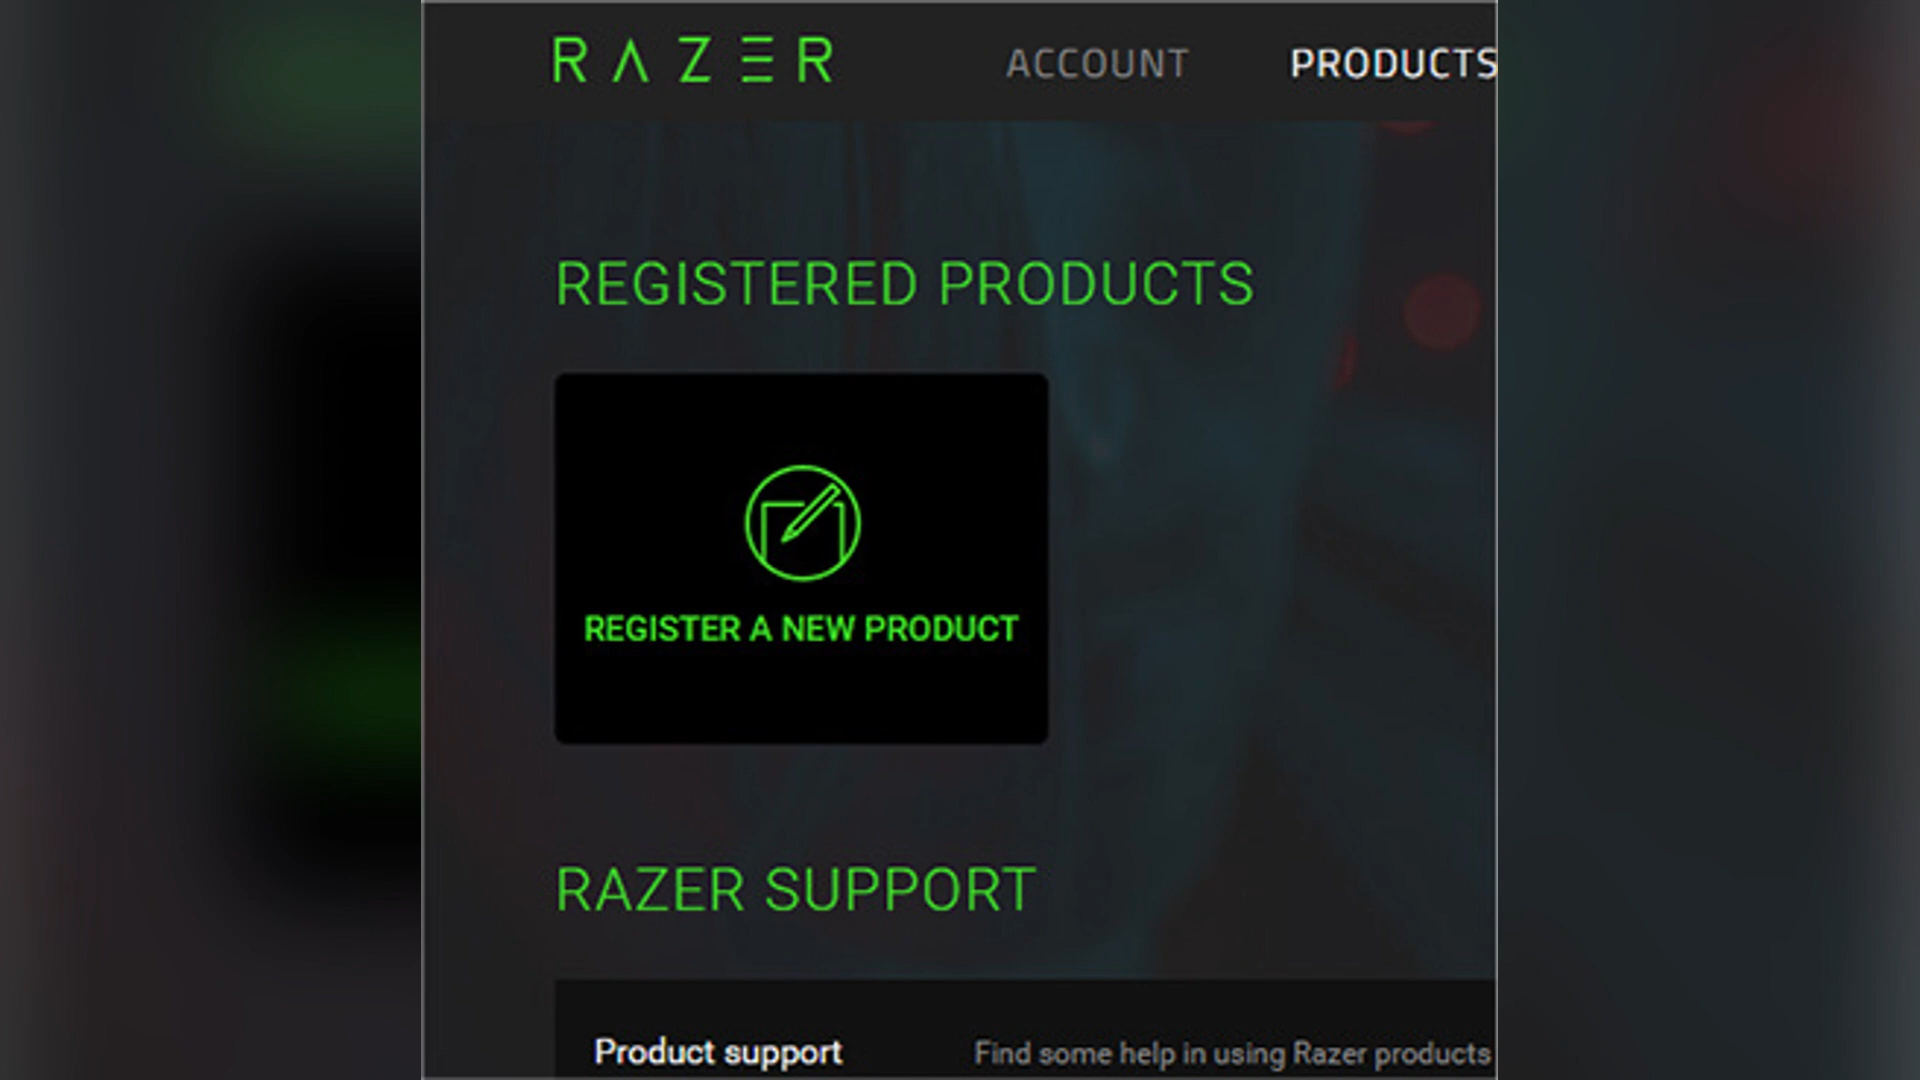 RAZER ACCOUNT PRODUCTS
REGISTERED PRODUCTS
REGISTER A NEW PRODUCT
RAZER SUPPORT
Product support Find some help in using Razer products